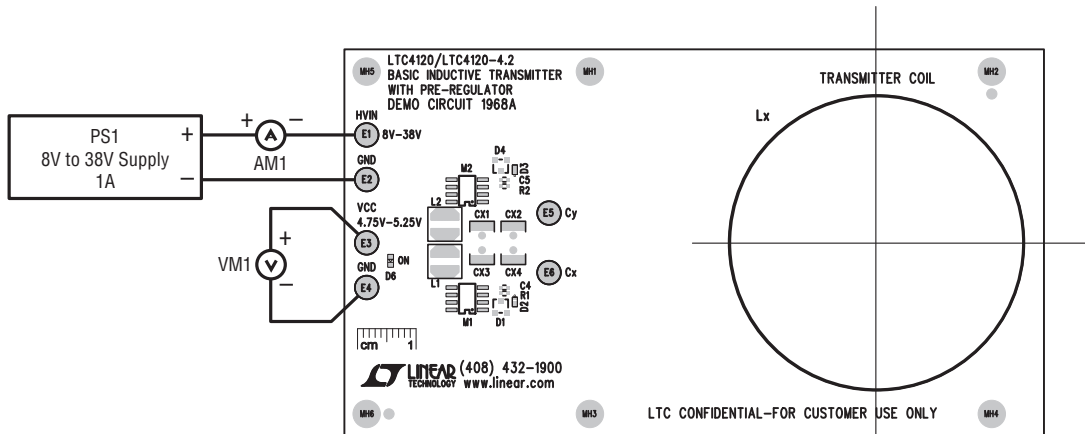 LTC4120/LTC4120-4.2
BASIC INDUCTIVE TRANSMITTER
WITH PRE-REGULATOR
DEMO CIRCUIT 1968A
MH5
MH1
MH2
TRANSMITTER COIL
Lx
PS1
8V to 38V Supply
1A
+
−
+
A
−
AM1
HVIN
E1
8V-38V
GND
E2
VCC
4.75V-5.25V
E3
GND
E4
+
V
−
VM1
D6
ON
D4
D3
C5
R2
M2
L2
CX1
CX2
E5
Cy
L1
CX3
CX4
E6
Cx
C4
R1
D2
M1
D1
cm
1
LINEAR
TECHNOLOGY
(408) 432-1900
www.linear.com
MH6
MH3
LTC CONFIDENTIAL-FOR CUSTOMER USE ONLY
MH4